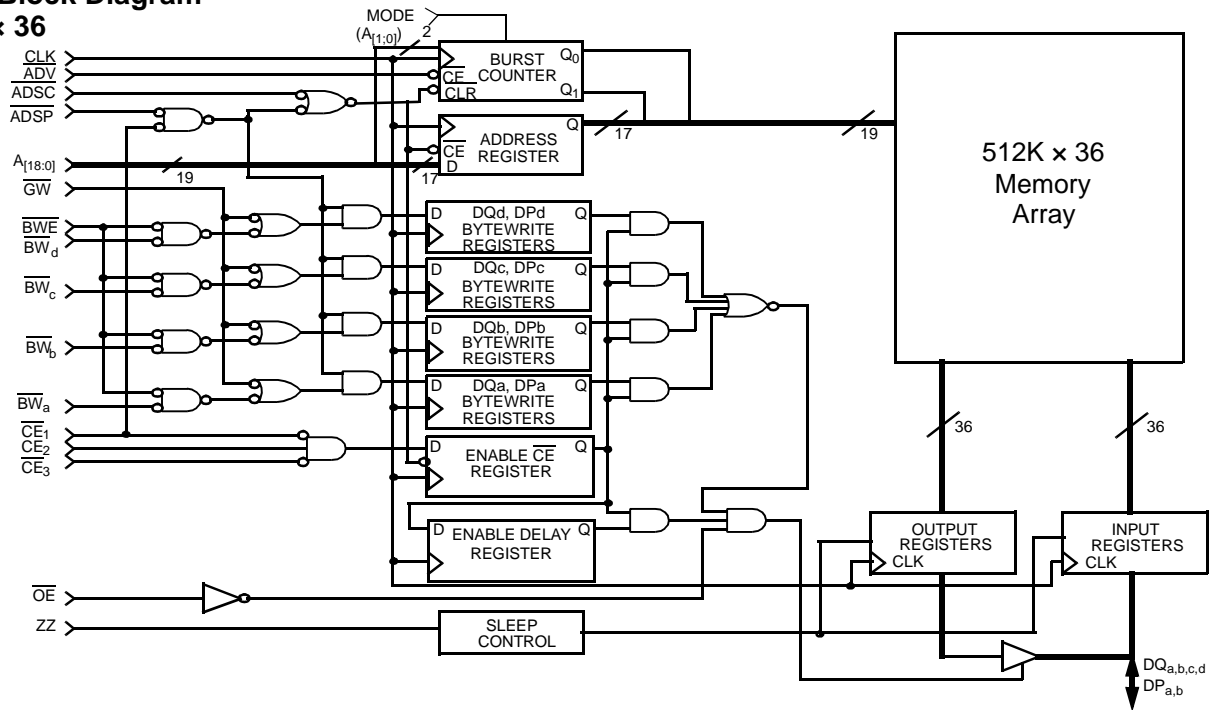 Block Diagram
× 36
MODE
(A[1;0])
2
CLK
ADV
ADSC
ADSP
A[18:0]
19
GW
BWE
BWd
BWc
BWb
BWa
CE1
CE2
CE3
OE
ZZ
BURST
COUNTER
CE
CLR
Q0
Q1
ADDRESS
REGISTER
CE
D
Q
17
17
19
512K × 36
Memory
Array
D DQd, DPd Q
BYTEWRITE
REGISTERS
D DQc, DPc Q
BYTEWRITE
REGISTERS
D DQb, DPb Q
BYTEWRITE
REGISTERS
D DQa, DPa Q
BYTEWRITE
REGISTERS
D ENABLE CE Q
REGISTER
D ENABLE DELAY Q
REGISTER
SLEEP
CONTROL
36
36
OUTPUT
REGISTERS
CLK
INPUT
REGISTERS
CLK
DQa,b,c,d
DPa,b